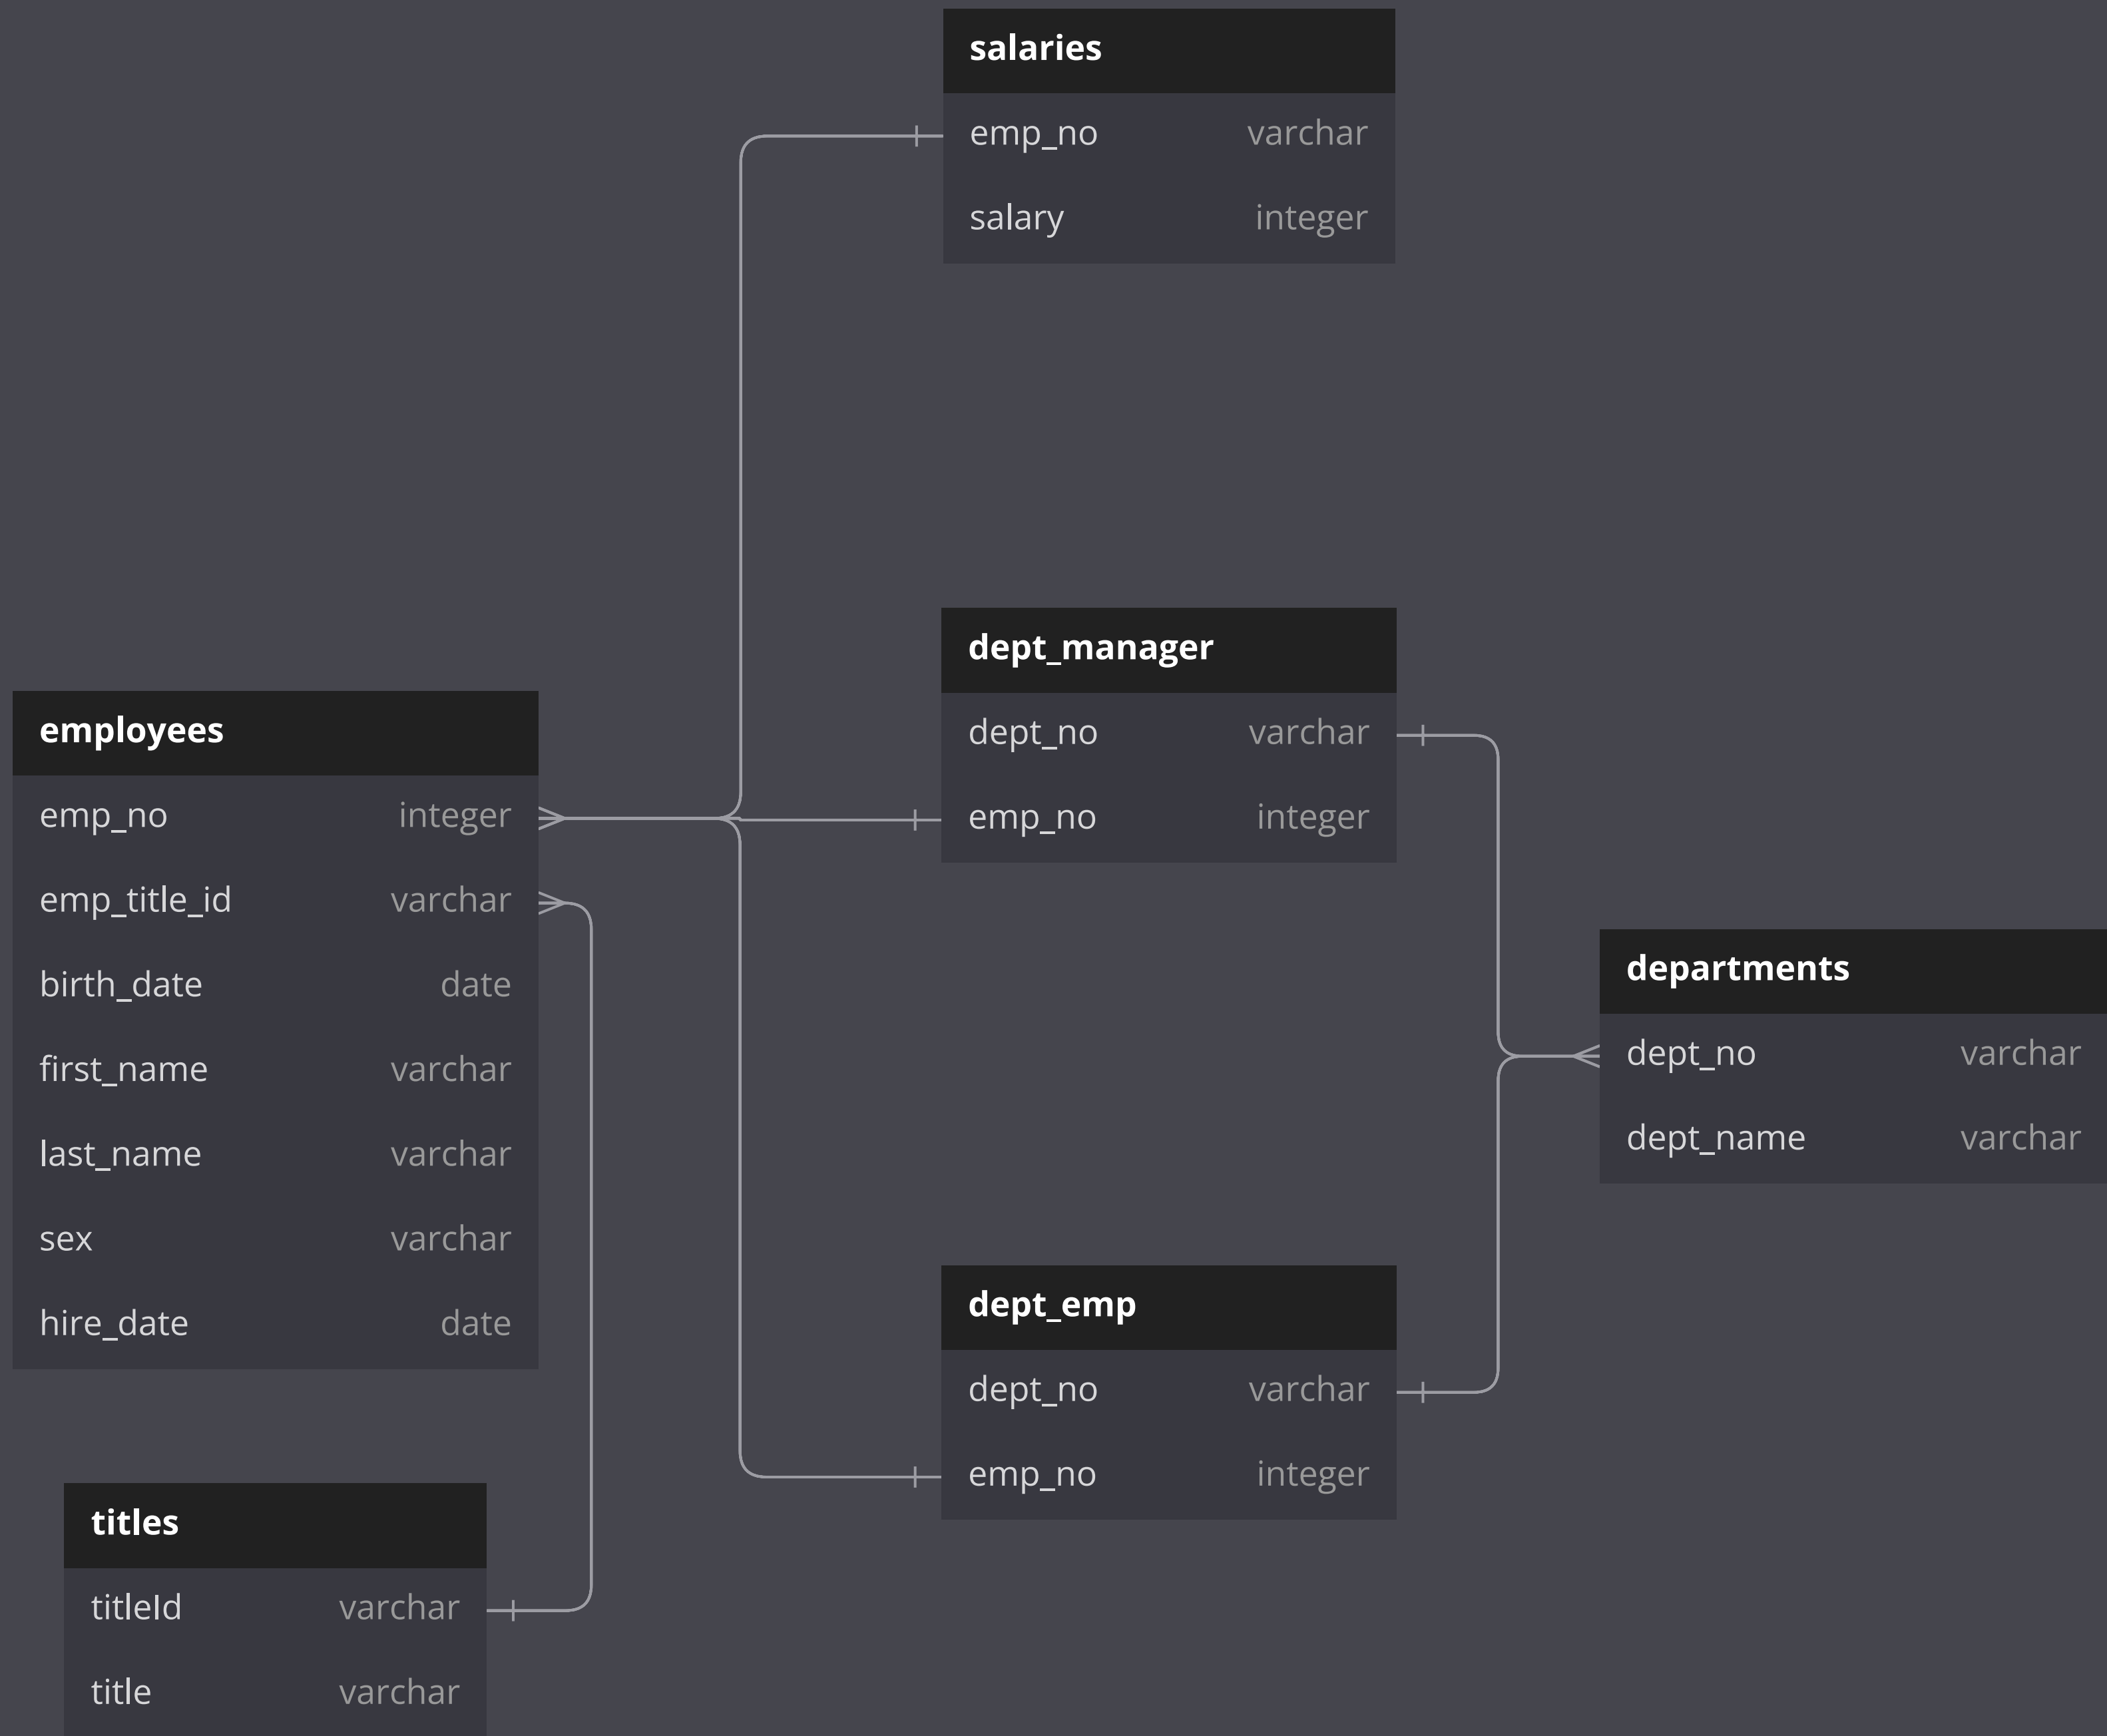 salaries
emp_no varchar
salary integer
dept_manager
dept_no varchar
emp_no integer
employees
emp_no integer
emp_title_id varchar
birth_date date
first_name varchar
last_name varchar
sex varchar
hire_date date
departments
dept_no varchar
dept_name varchar
dept_emp
dept_no varchar
emp_no integer
titles
titleId varchar
title varchar